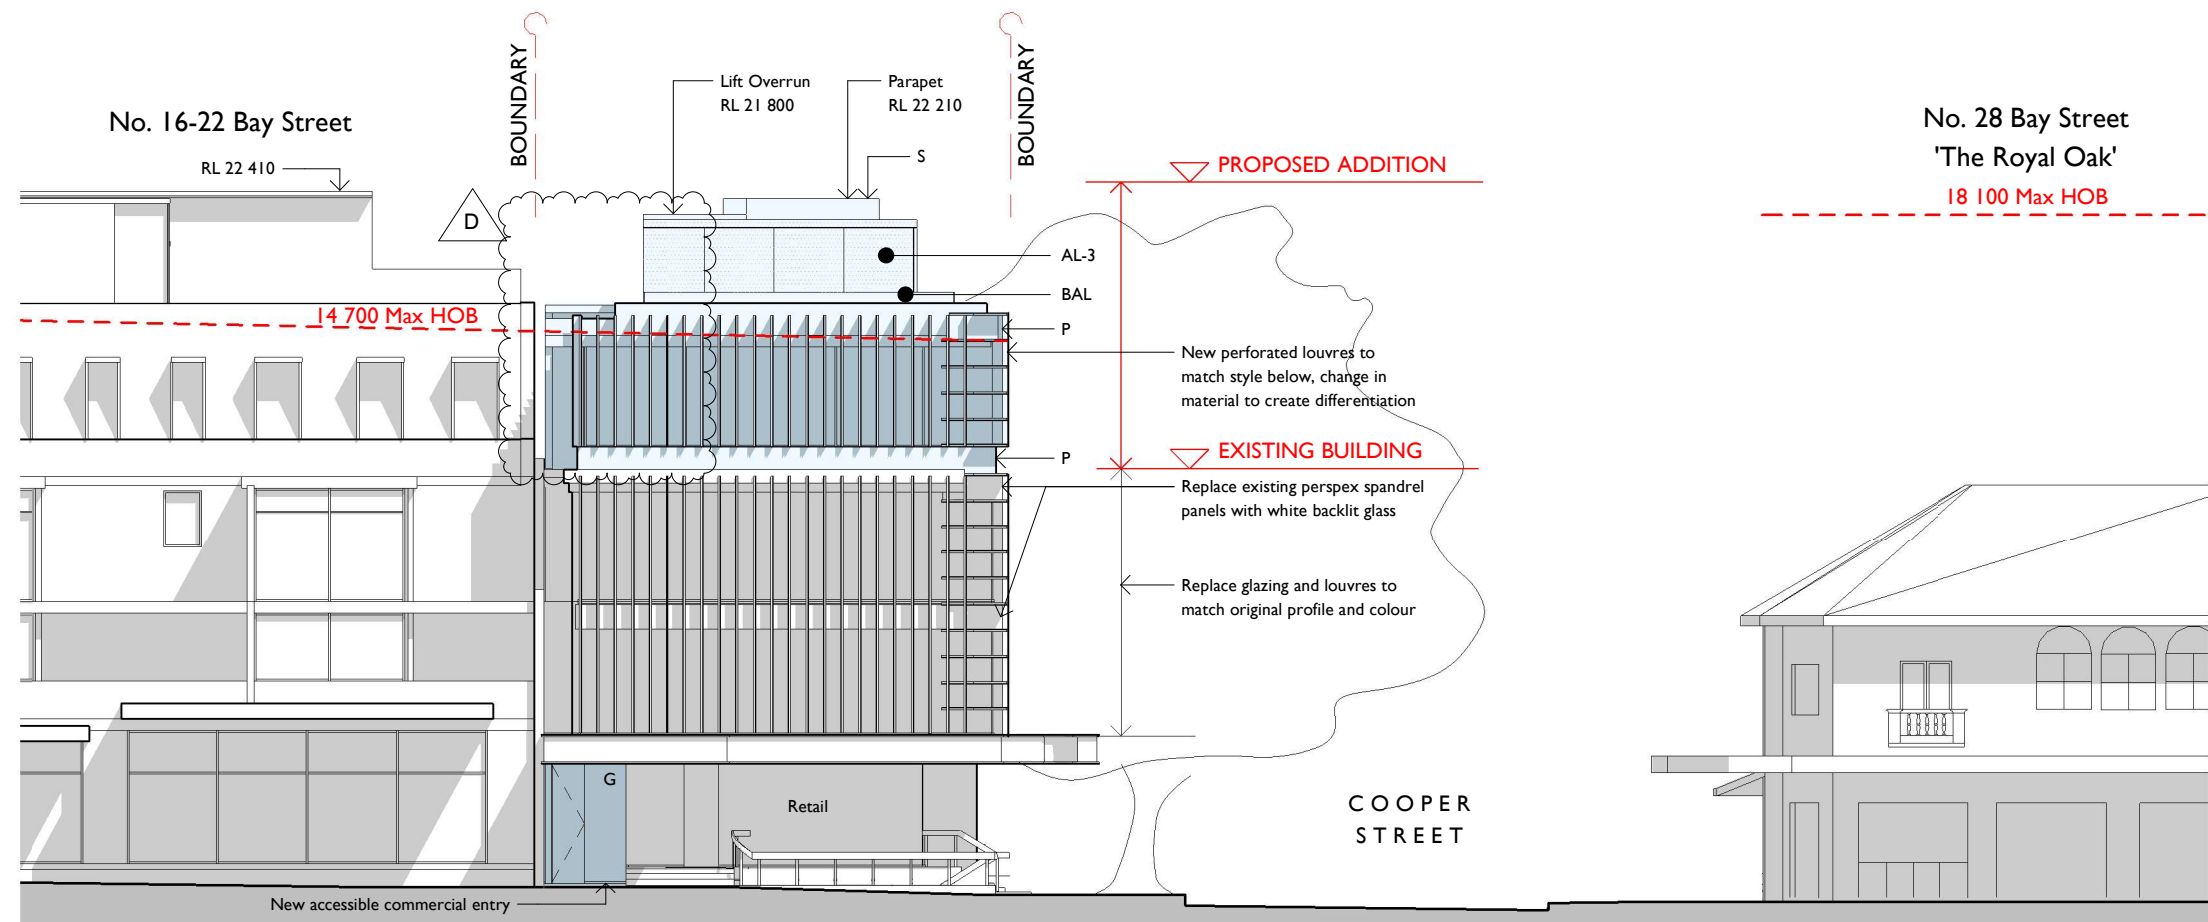 BOUNDARY
BOUNDARY
Lift Overrun
RL 21 800
Parapet
RL 22 210
No. 16-22 Bay Street
RL 22 410
S
D
PROPOSED ADDITION
No. 28 Bay Street
'The Royal Oak'
18 100 Max HOB
AL-3
BAL
14 700 Max HOB
P
New perforated louvres to
match style below, change in
material to create differentiation
EXISTING BUILDING
P
Replace existing perspex spandrel
panels with white backlit glass
Replace glazing and louvres to
match original profile and colour
G
Retail
COOPER
STREET
New accessible commercial entry